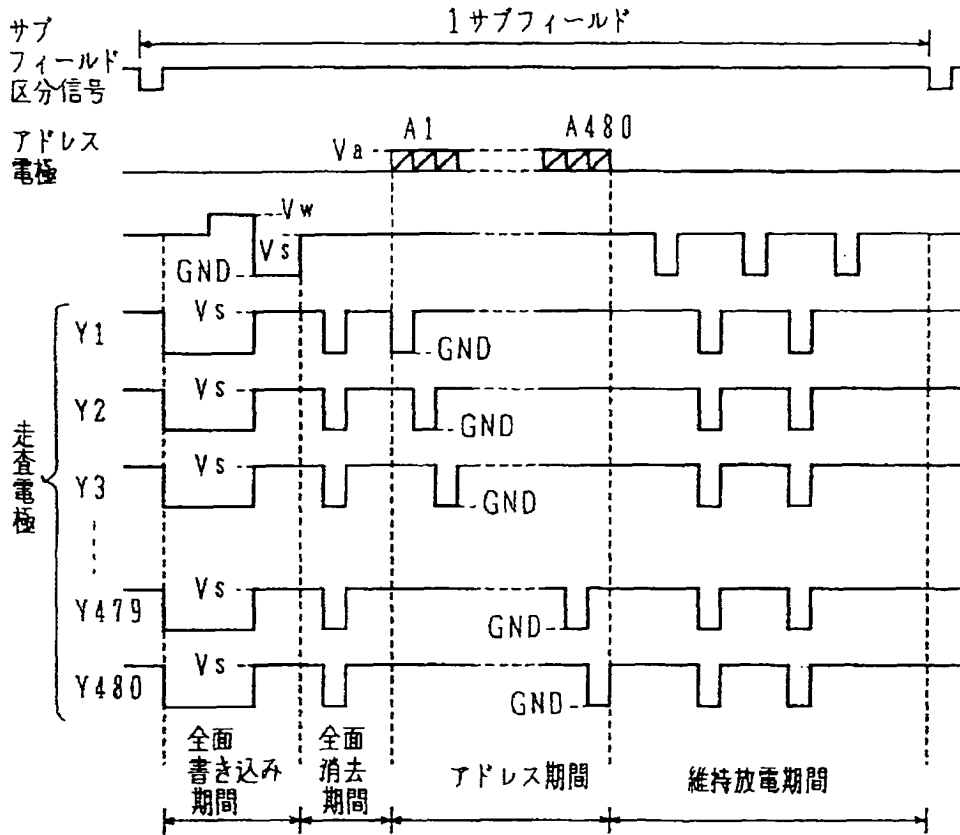 サブ
フィールド
区分信号
1サブフィールド
アドレス
電極
Va
A1
A480
Vw
Vs
GND
Vs
Y1
GND
Vs
Y2
GND
Vs
Y3
GND
走査電極
Vs
Y479
GND
Vs
Y480
GND
全面
書き込み
期間
全面
消去
期間
アドレス期間
維持放電期間